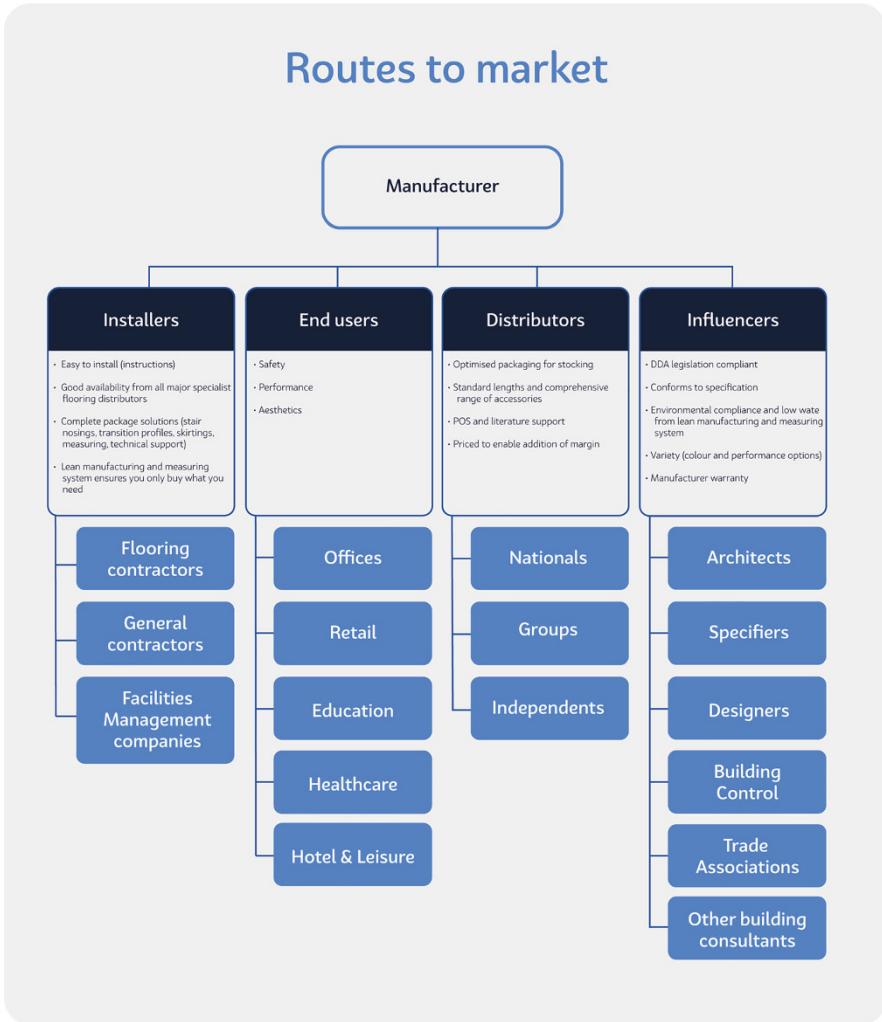 Routes to market
Manufacturer
Installers
• Easy to install (instructions)
• Good availability from all major specialist
flooring distributors
• Complete package solutions (stair
nosings, transition profiles, skirtings,
measuring, technical support)
• Lean manufacturing and measuring
system ensures you only buy what you
need
Flooring
contractors
General
contractors
Facilities
Management
companies
End users
• Safety
• Performance
• Aesthetics
Offices
Retail
Education
Healthcare
Hotel & Leisure
Distributors
• Optimised packaging for stocking
• Standard lengths and comprehensive
range of accessories
• POS and literature support
• Priced to enable addition of margin
Nationals
Groups
Independents
Influencers
• DDA legislation compliant
• Conforms to specification
• Environmental compliance and low wate
from lean manufacturing and measuring
system
• Variety (colour and performance options)
• Manufacturer warranty
Architects
Specifiers
Designers
Building
Control
Trade
Associations
Other building
consultants